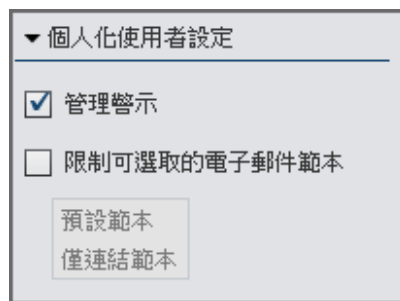 個人化使用者設定
管理警示
限制可選取的電子郵件範本
預設範本
僅連結範本